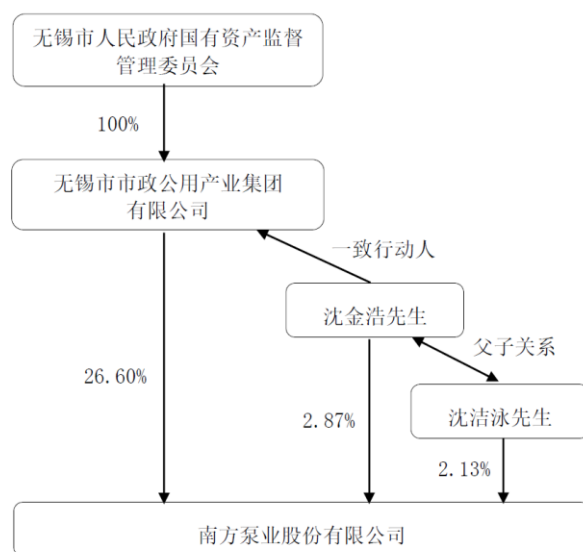 无锡市人民政府国有资产监督
管理委员会
100%
无锡市市政公用产业集团
有限公司
一致行动人
沈金浩先生
父子关系
26.60%
2.87%
沈洁泳先生
2.13%
南方泵业股份有限公司